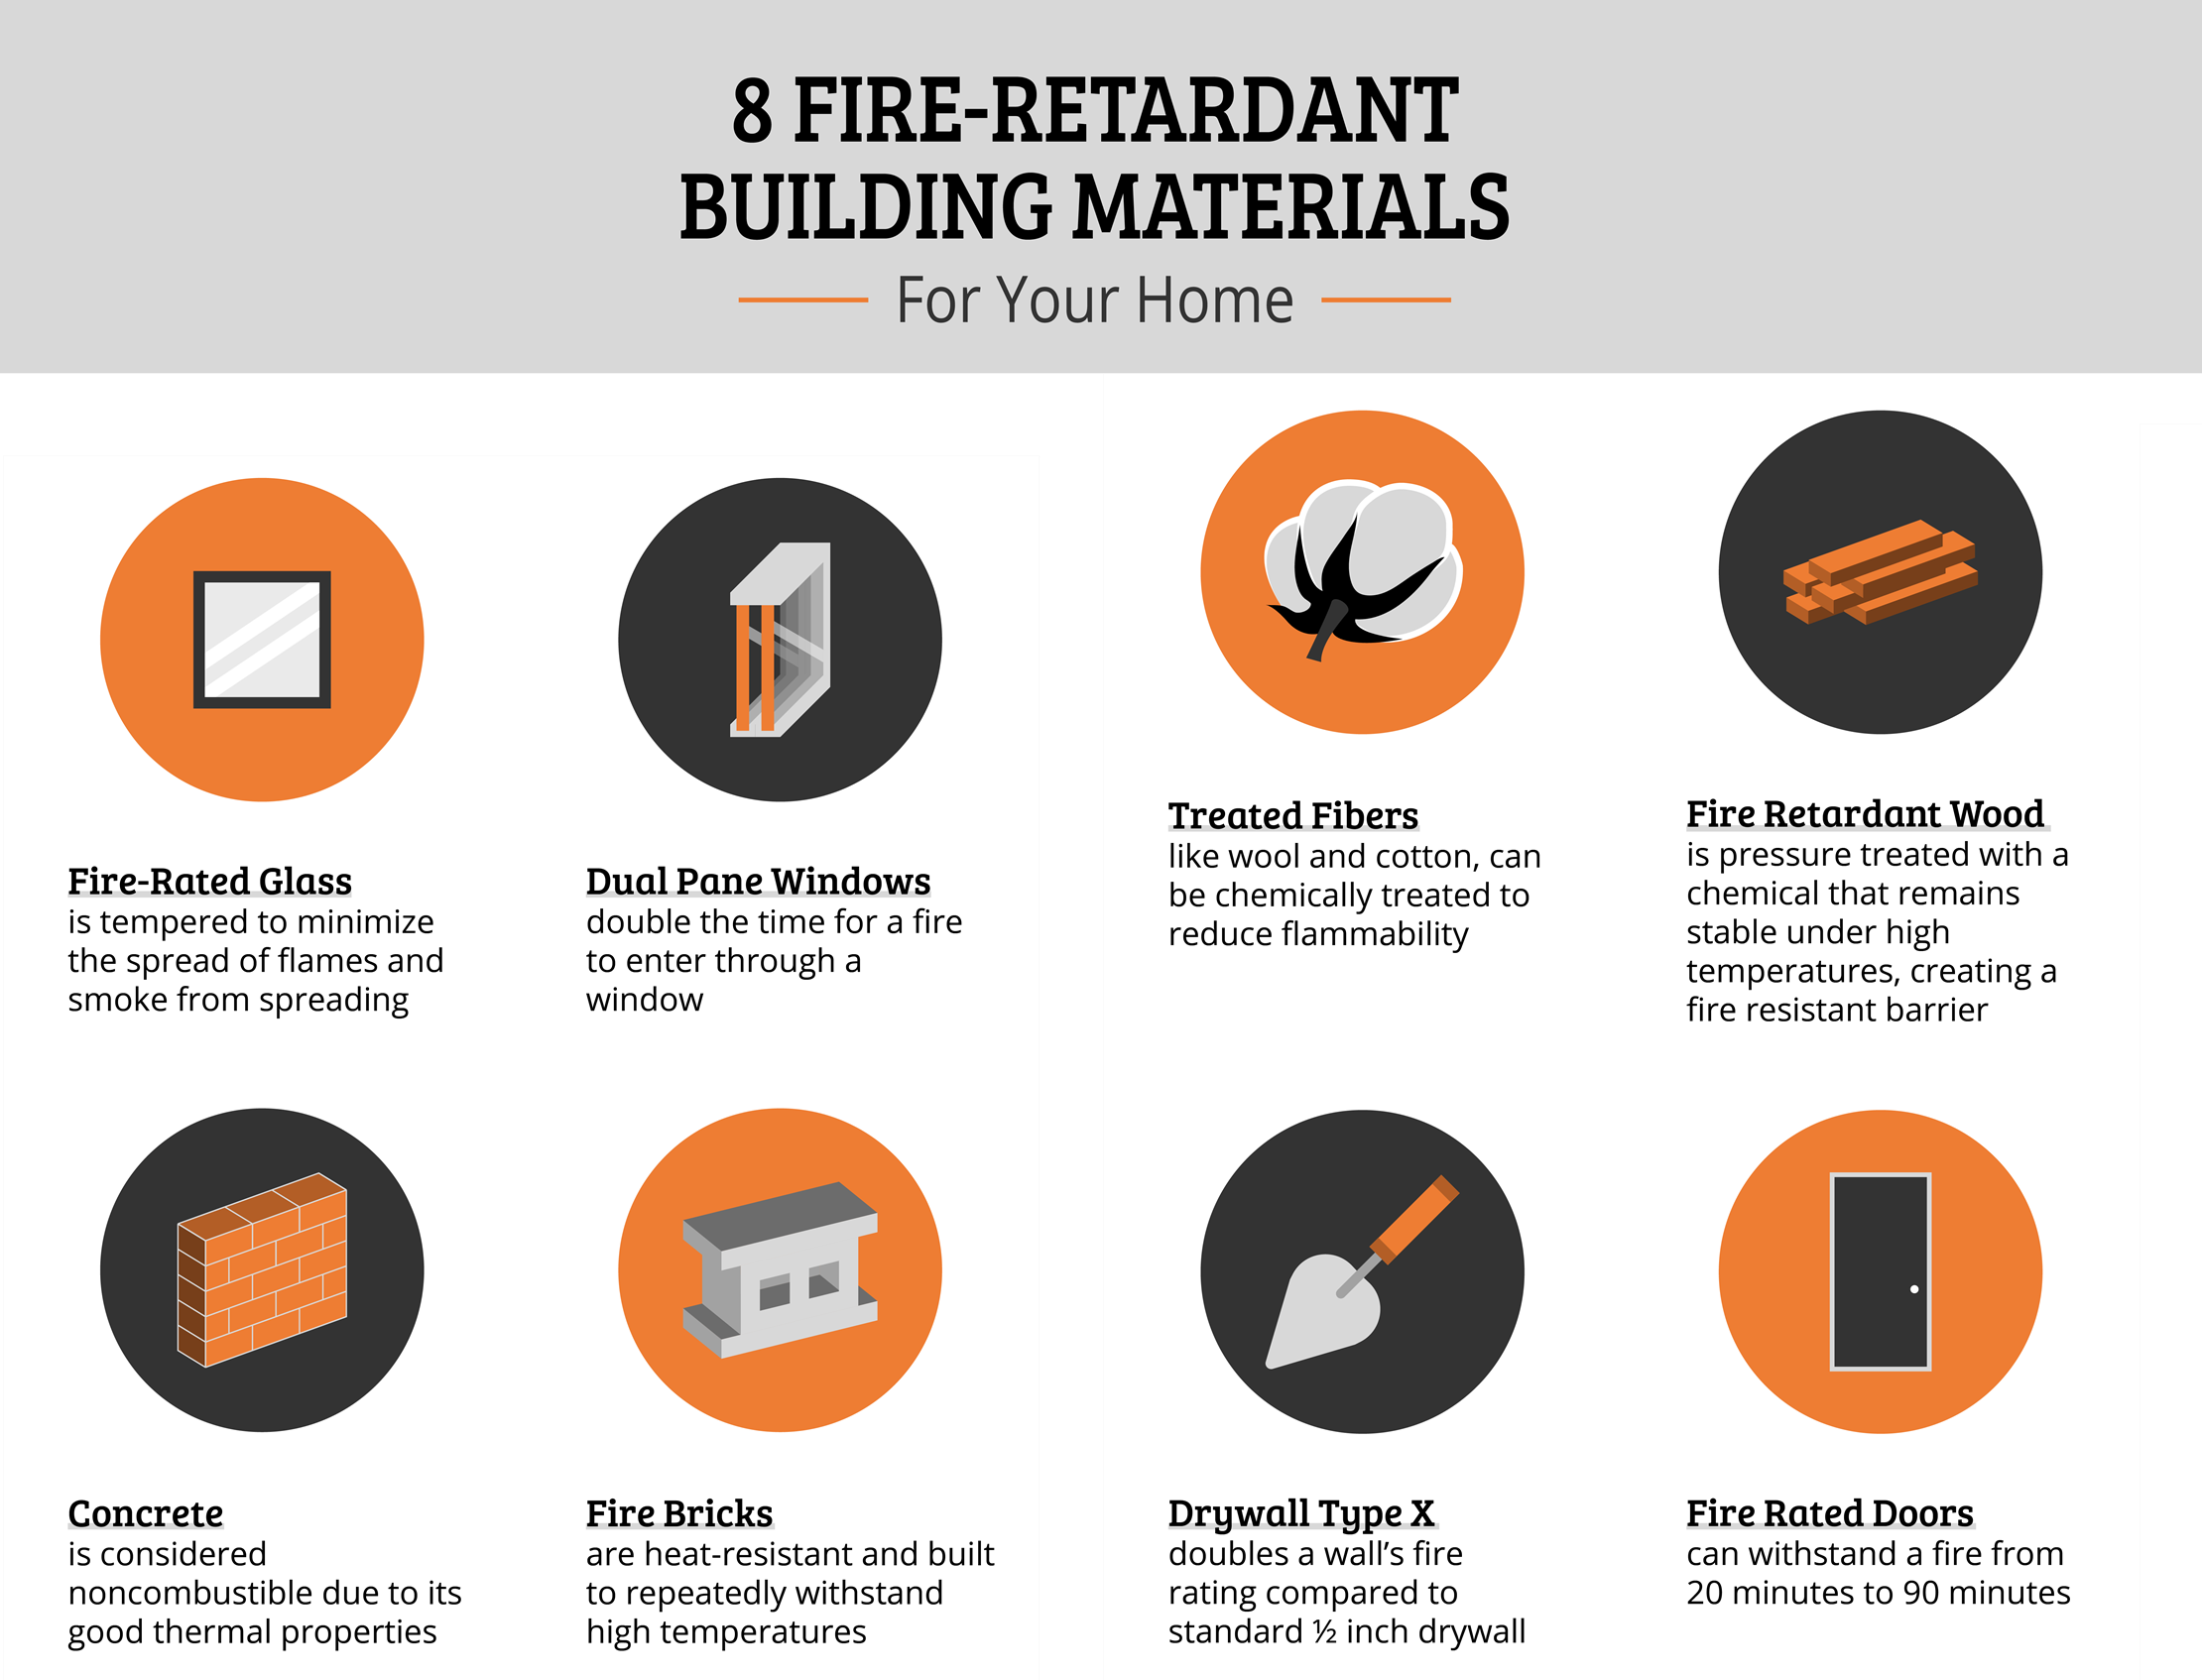 8 FIRE-RETARDANT
BUILDING MATERIALS
For Your Home
Fire-Rated Glass
is tempered to minimize
the spread of flames and
smoke from spreading
Dual Pane Windows
double the time for a fire
to enter through a
window
Treated Fibers
like wool and cotton, can
be chemically treated to
reduce flammability
Fire Retardant Wood
is pressure treated with a
chemical that remains
stable under high
temperatures, creating a
fire resistant barrier
Concrete
is considered
noncombustible due to its
good thermal properties
Fire Bricks
are heat-resistant and built
to repeatedly withstand
high temperatures
Drywall Type X
doubles a wall’s fire
rating compared to
standard ½ inch drywall
Fire Rated Doors
can withstand a fire from
20 minutes to 90 minutes